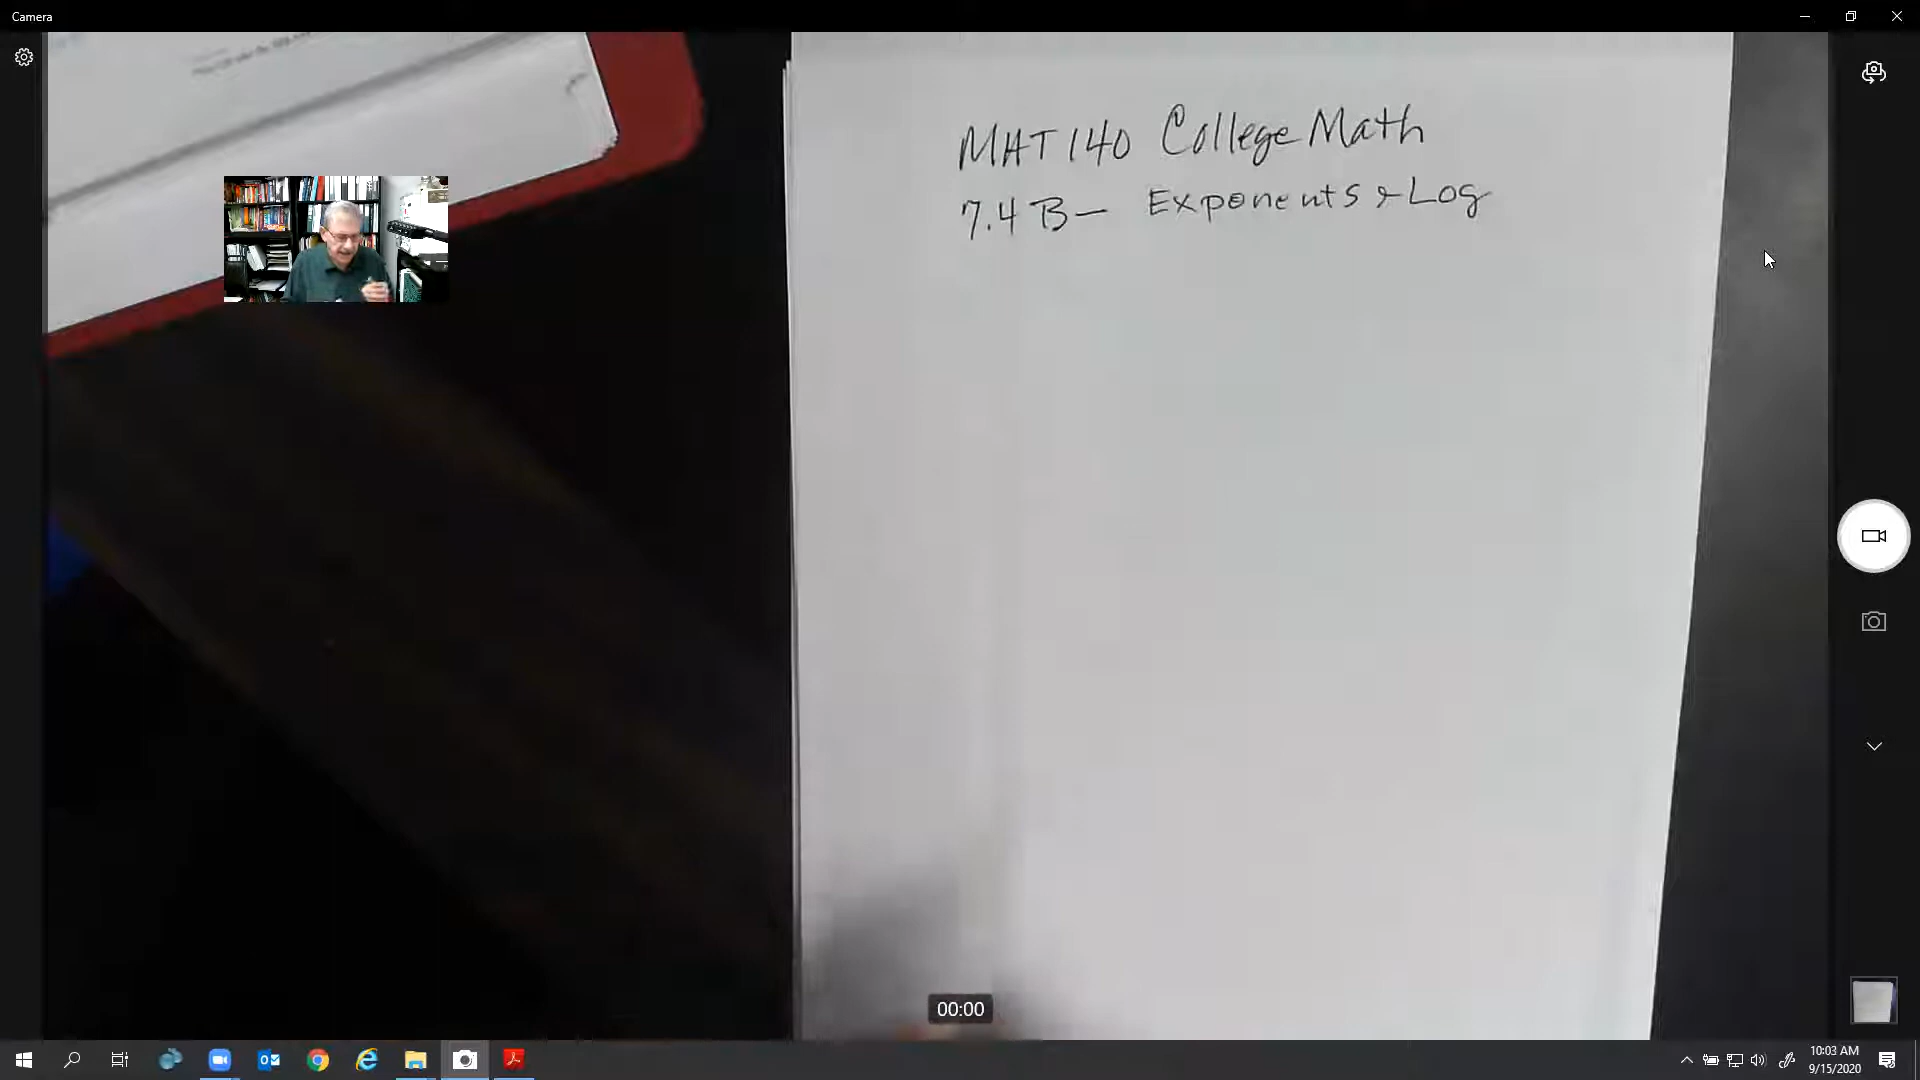 Camera
MAT 140 College Math
7.4 B— Exponents & Log
00:00
10:03 AM
9/15/2020